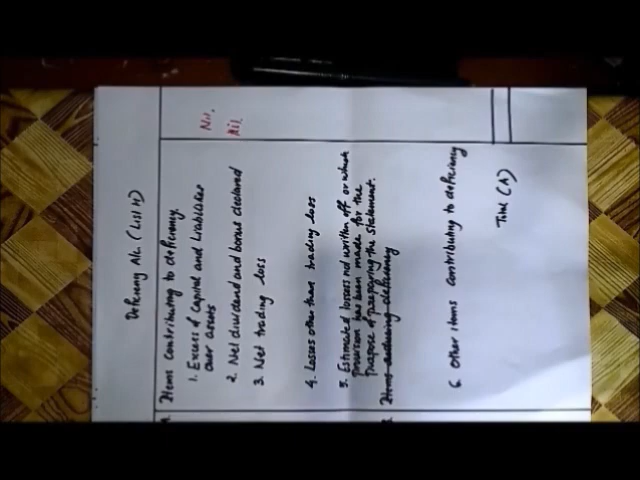 Deficiency A/c. (List H)
A. Items contributing to deficiency.
1. Excess of Capital and Liabilities Nil.
over assets
2. Net dividend and bonus declared Nil.
3. Net trading loss
4. Losses other than trading loss
5. Estimated losses not written off or which
provision has been made for the
purpose of preparing the statement.
Items reducing deficiency
6. Other items contributing to deficiency
Total (A)